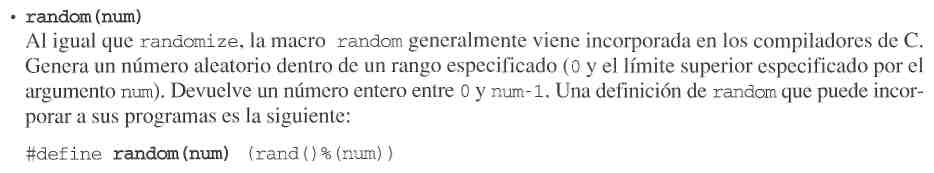 • random(num)
Al igual que randomize, la macro random generalmente viene incorporada en los compiladores de C.
Genera un número aleatorio dentro de un rango especificado (0 y el límite superior especificado por el
argumento num). Devuelve un número entero entre 0 y num-1. Una definición de random que puede incor-
porar a sus programas es la siguiente:
#define random(num) (rand()%(num))